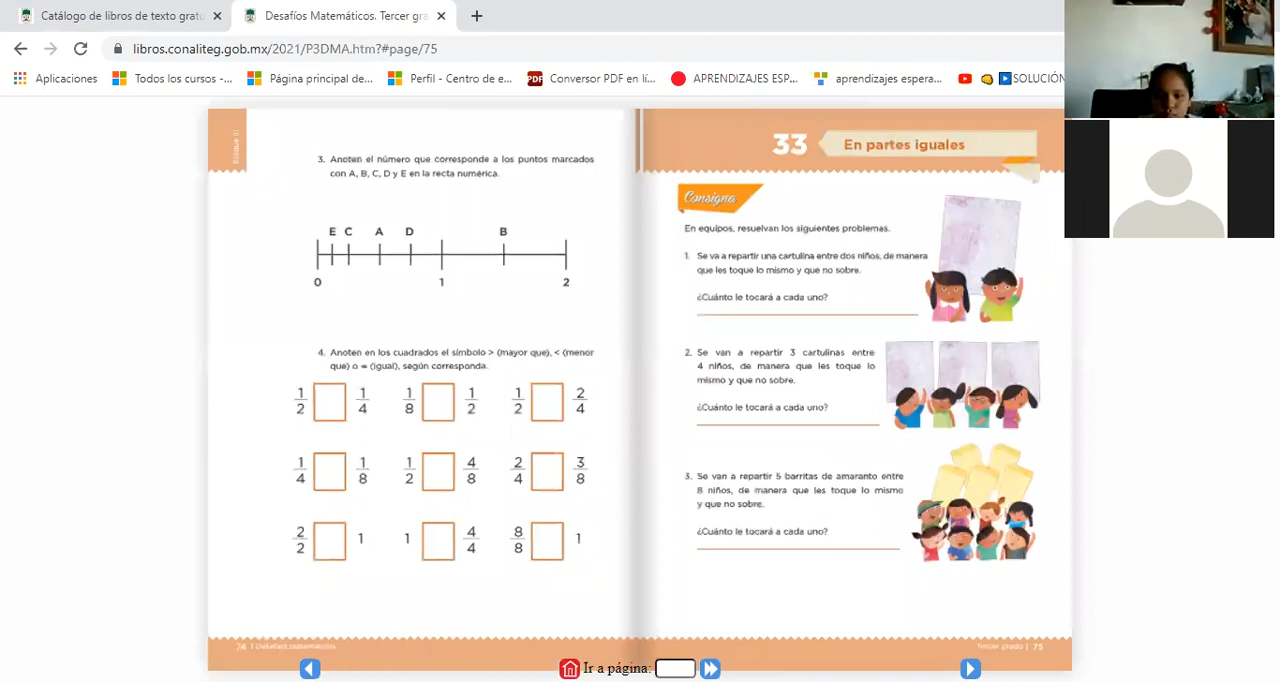 Catálogo de libros de texto gratu
Desafíos Matemáticos. Tercer gra
libros.conaliteg.gob.mx/2021/P3DMA.htm?#page/75
Aplicaciones
Todos los cursos -...
Página principal de...
Perfil - Centro de e...
PDF
Conversor PDF en lí...
APRENDIZAJES ESP...
aprendizajes espera...
SOLUCIÓN
Bloque III
3. Anoten el número que corresponde a los puntos marcados
con A, B, C, D y E en la recta numérica.
E C A D B
0 1 2
4. Anoten en los cuadrados el símbolo > (mayor que), < (menor
que) o = (igual), según corresponda.
1/2 1/4 1/8 1/2 1/2 2/4
1/4 1/8 1/2 4/8 2/4 3/8
2/2 1 1 4/4 8/8 1
74 | Desafíos matemáticos
33 En partes iguales
Consigna
En equipos, resuelvan los siguientes problemas.
1. Se va a repartir una cartulina entre dos niños, de manera
que les toque lo mismo y que no sobre.
¿Cuánto le tocará a cada uno?
2. Se van a repartir 3 cartulinas entre
4 niños, de manera que les toque lo
mismo y que no sobre.
¿Cuánto le tocará a cada uno?
3. Se van a repartir 5 barritas de amaranto entre
8 niños, de manera que les toque lo mismo
y que no sobre.
¿Cuánto le tocará a cada uno?
Tercer grado | 75
Ir a página: